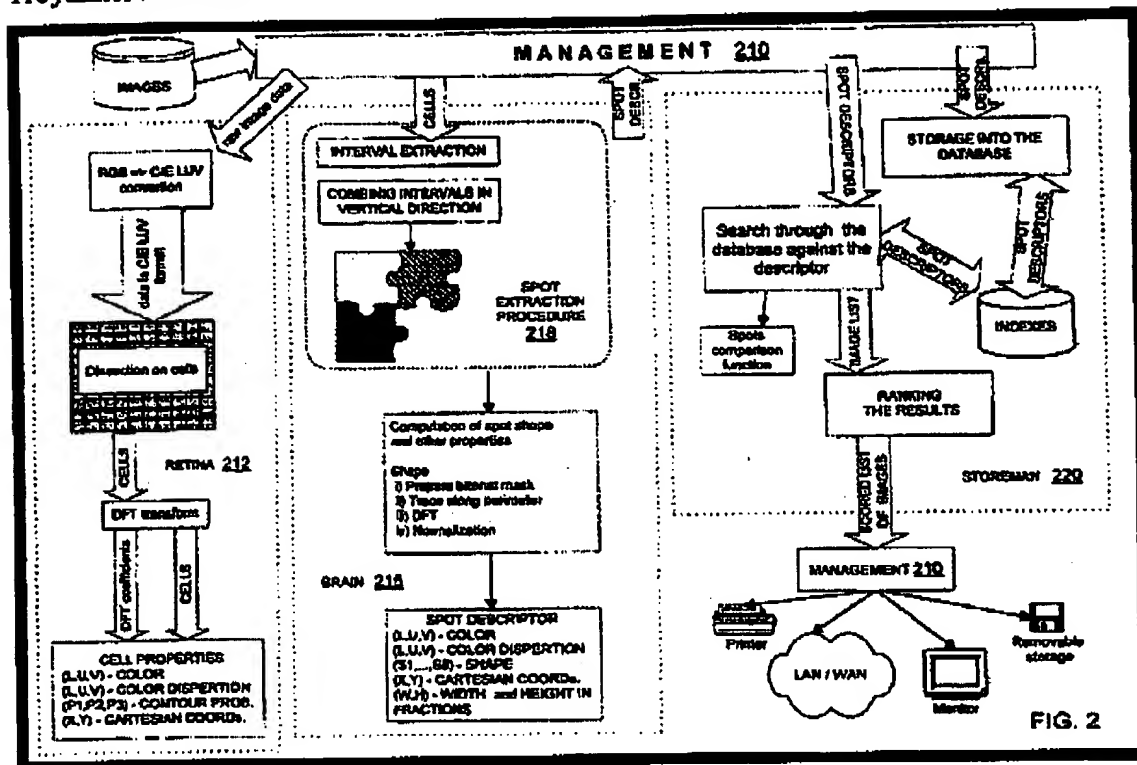 MANAGEMENT 210
IMAGES
raw image data
CELLS
SPOT DESCR.
SPOT DESCRIPTORS
SPOT DESCR.
RGB => CIE LUV
conversion
data in CIE LUV
format
Dissection on cells
RETINA 212
CELLS
DFT transform
DFT coefficients
CELLS
CELL PROPERTIES
(L,U,V) - COLOR
(L,U,V) - COLOR DISPERTION
(P1,P2,P3) - CONTOUR PROB.
(X,Y) - CARTESIAN COORDs.
INTERVAL EXTRACTION
COMBINING INTERVALS IN
VERTICAL DIRECTION
SPOT
EXTRACTION
PROCEDURE
218
Computation of spot shape
and other properties
Shape
i) Prepare internal mask
ii) Trace along perimeter
iii) DFT
iv) Normalization
BRAIN 216
SPOT DESCRIPTOR
(L,U,V) - COLOR
(L,U,V) - COLOR DISPERTION
(S1,...,S8) - SHAPE
(X,Y) - CARTESIAN COORDs.
(W,H) - WIDTH and HEIGHT IN
FRACTIONS
STORAGE INTO THE
DATABASE
SPOT
DESCRIPTORS
Search through the
database against the
descriptor
SPOT
DESCRIPTORS
INDEXES
Spots
comparison
function
IMAGE LIST
RANKING
THE RESULTS
STOREMAN 220
SCORED LIST
OF IMAGES
MANAGEMENT 210
Printer
LAN / WAN
Monitor
Removable
storage
FIG. 2